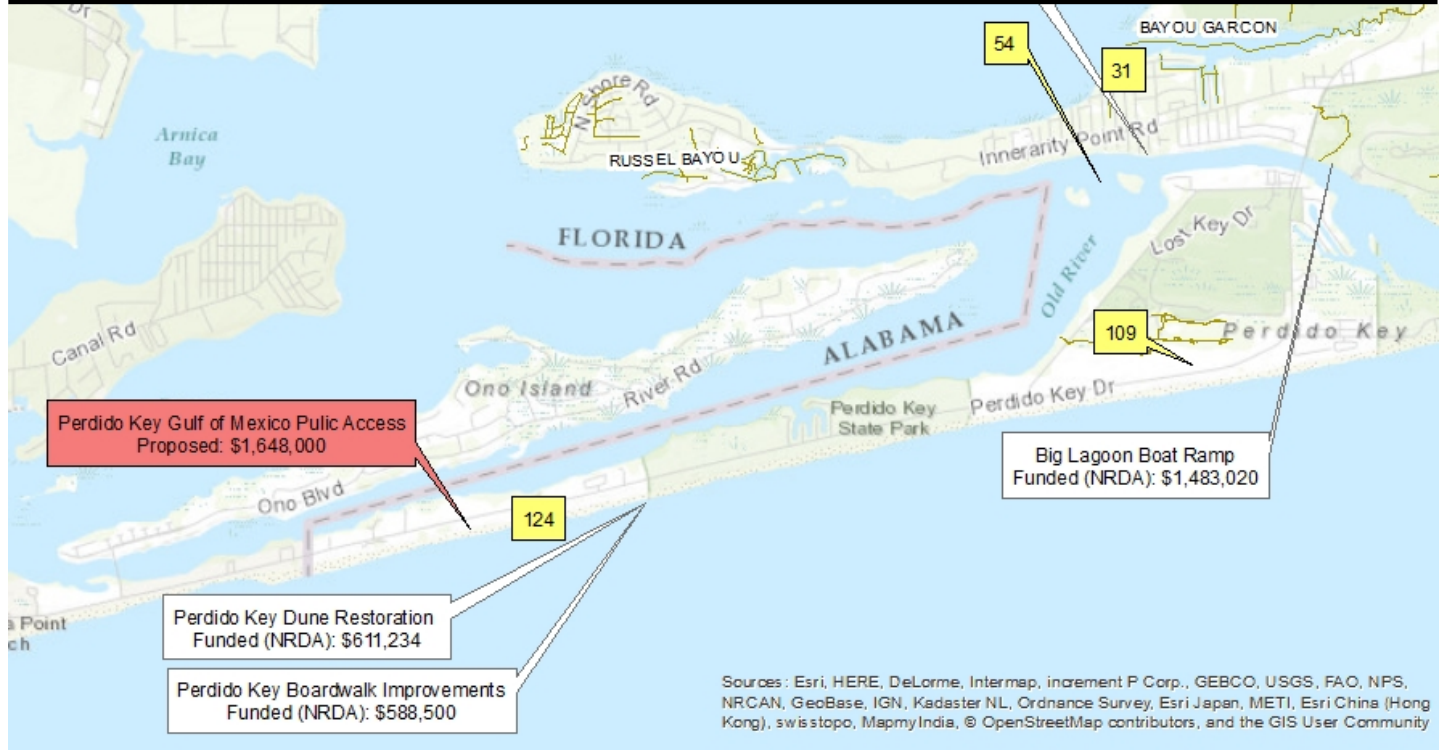 Dr
BAYOU GARCON
54
31
N Shore Rd
Arnica
Bay
RUSSEL BAYOU
Innerarity Point Rd
FLORIDA
Lost Key Dr
Old River
Canal Rd
109
Perdido Key
ALABAMA
Ono Island
River Rd
Perdido Key Dr
Perdido Key
State Park
Perdido Key Gulf of Mexico Pulic Access
Proposed: $1,648,000
Big Lagoon Boat Ramp
Funded (NRDA): $1,483,020
Ono Blvd
124
Perdido Key Dune Restoration
Funded (NRDA): $611,234
a Point
ch
Perdido Key Boardwalk Improvements
Funded (NRDA): $588,500
Sources: Esri, HERE, DeLorme, Intermap, increment P Corp., GEBCO, USGS, FAO, NPS,
NRCAN, GeoBase, IGN, Kadaster NL, Ordnance Survey, Esri Japan, METI, Esri China (Hong
Kong), swisstopo, MapmyIndia, © OpenStreetMap contributors, and the GIS User Community